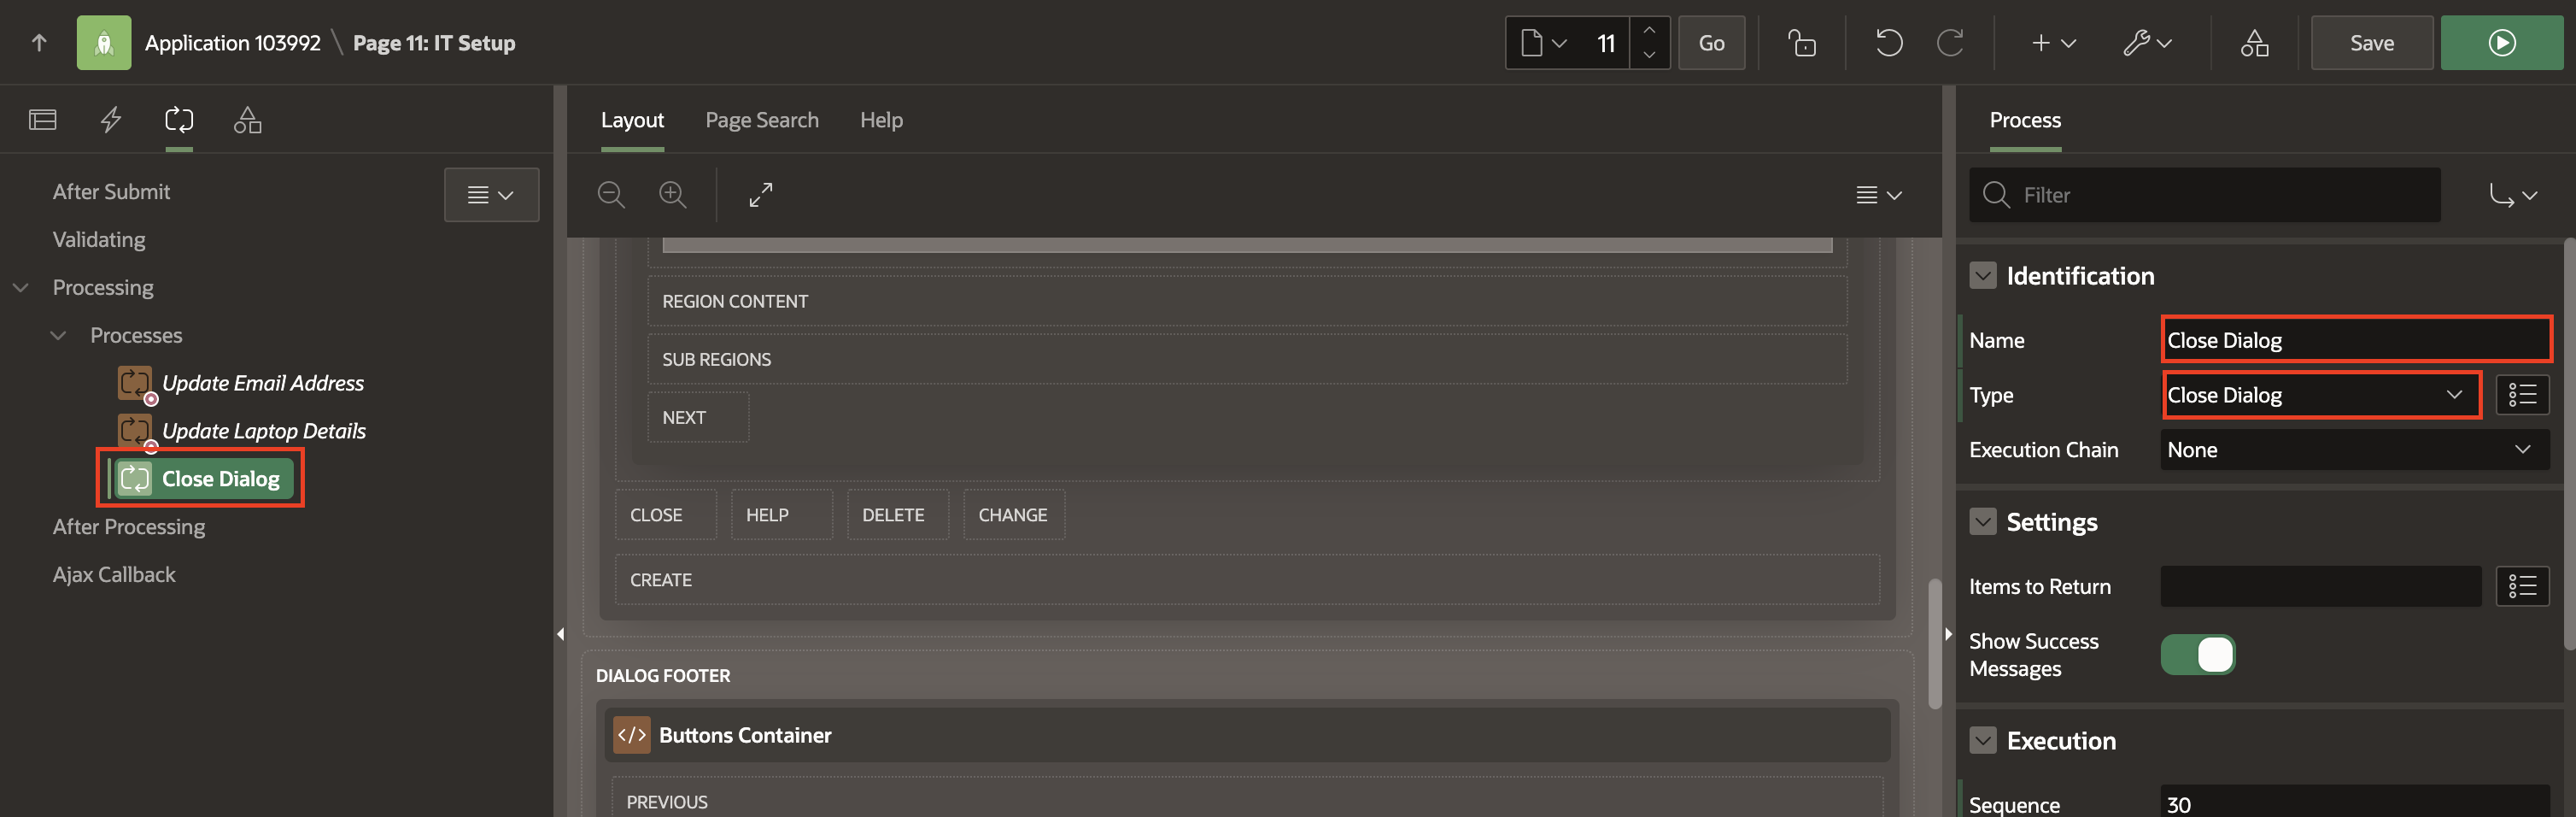 Application 103992 \ Page 11: IT Setup
11
Go
Save
After Submit
Validating
Processing
Processes
Update Email Address
Update Laptop Details
Close Dialog
After Processing
Ajax Callback
Layout Page Search Help
REGION CONTENT
SUB REGIONS
NEXT
CLOSE HELP DELETE CHANGE
CREATE
DIALOG FOOTER
</> Buttons Container
PREVIOUS
Process
Filter
Identification
Name Close Dialog
Type Close Dialog
Execution Chain None
Settings
Items to Return
Show Success
Messages
Execution
Sequence 30